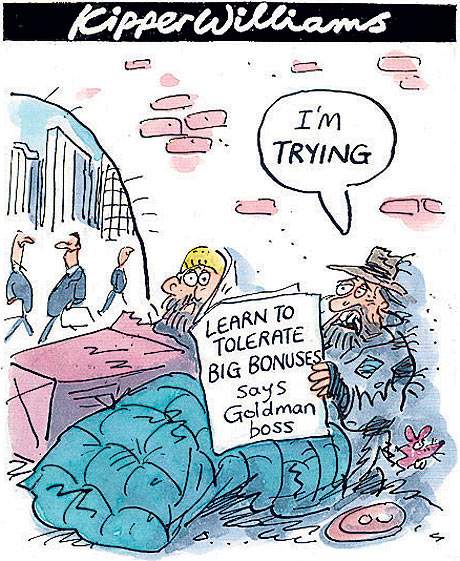 KipperWilliams
I'M
TRYING
LEARN TO
TOLERATE
BIG BONUSES
says
Goldman
boss